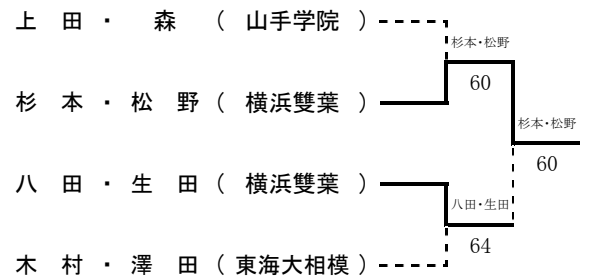 上 田 ・ 森 ( 山手学院 )
杉本・松野
60
杉 本 ・ 松 野 ( 横浜雙葉 )
杉本・松野
60
八 田 ・ 生 田 ( 横浜雙葉 )
八田・生田
64
木 村 ・ 澤 田 ( 東海大相模 )